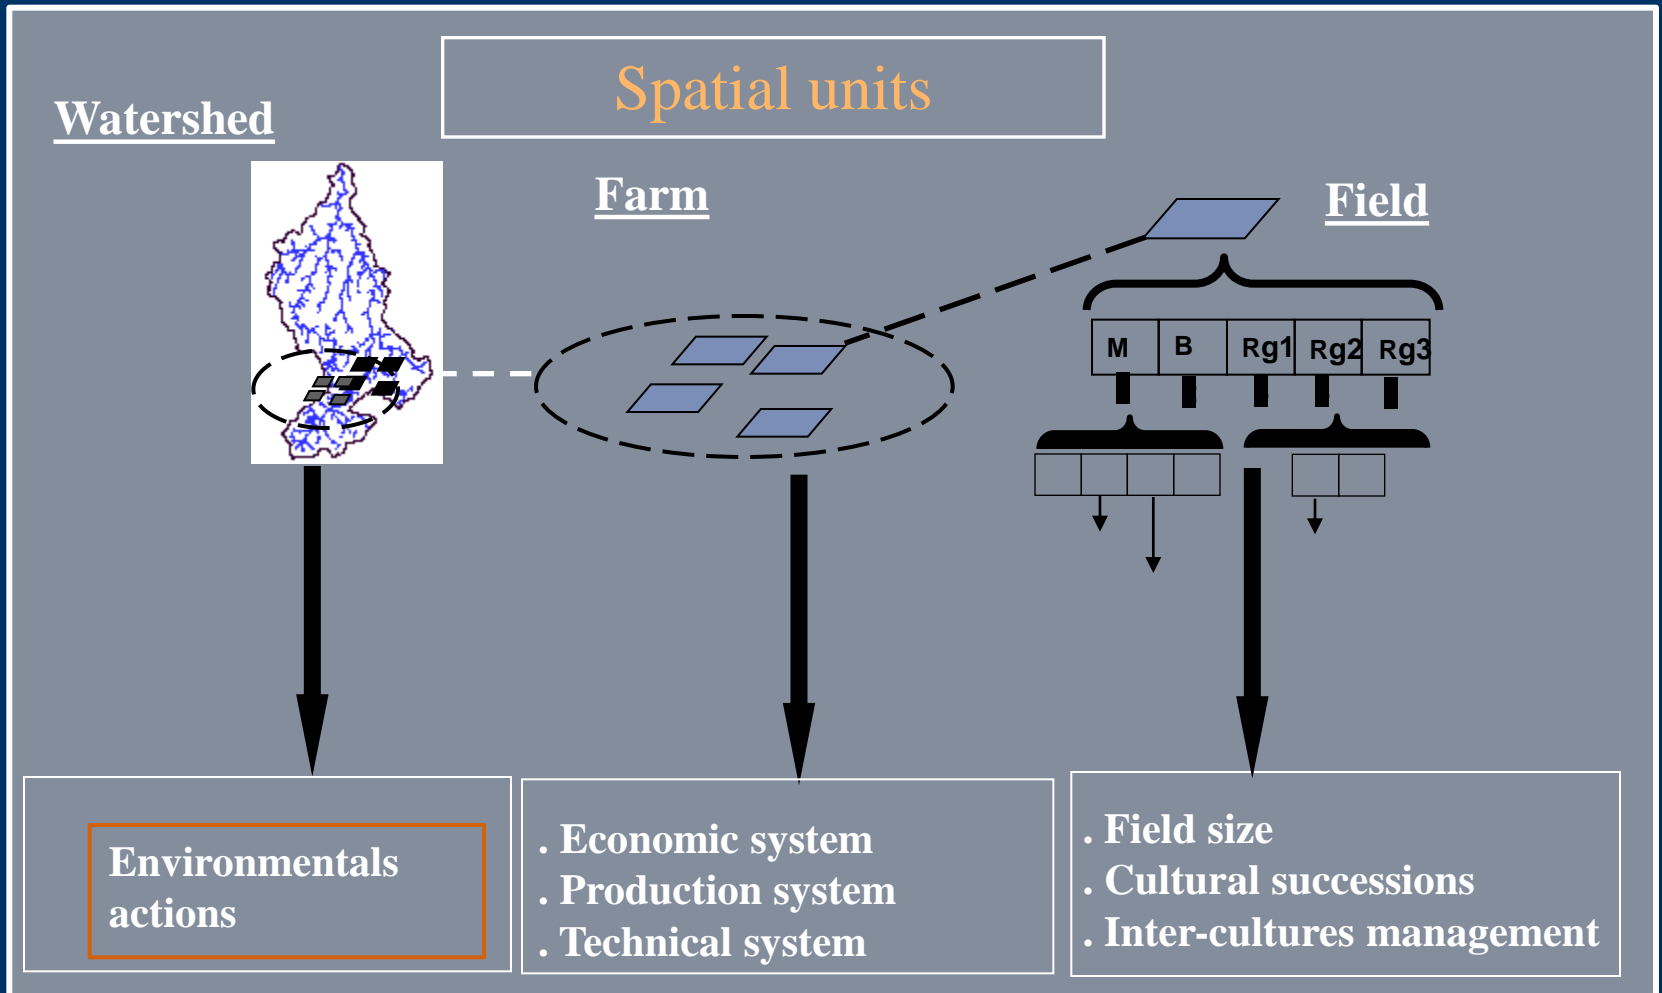 Spatial units
Watershed
Farm
Field
M B Rg1 Rg2 Rg3
Environmentals
actions
. Economic system
. Production system
. Technical system
. Field size
. Cultural successions
. Inter-cultures management